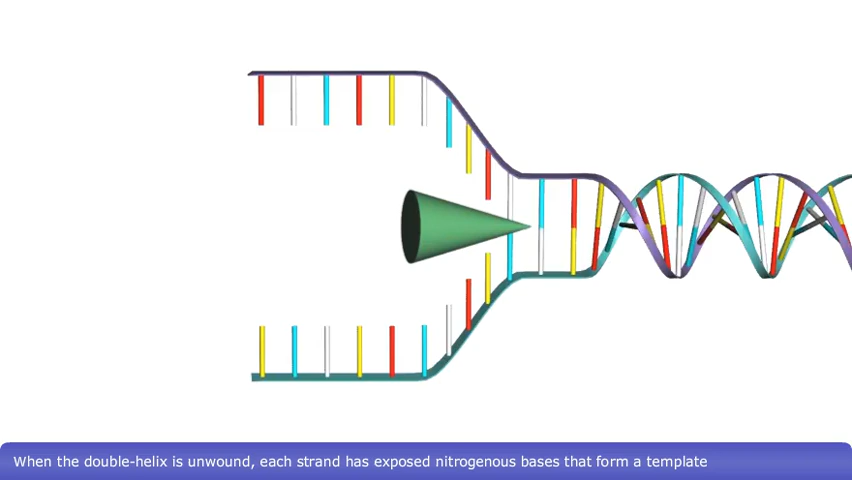 When the double-helix is unwound, each strand has exposed nitrogenous bases that form a template